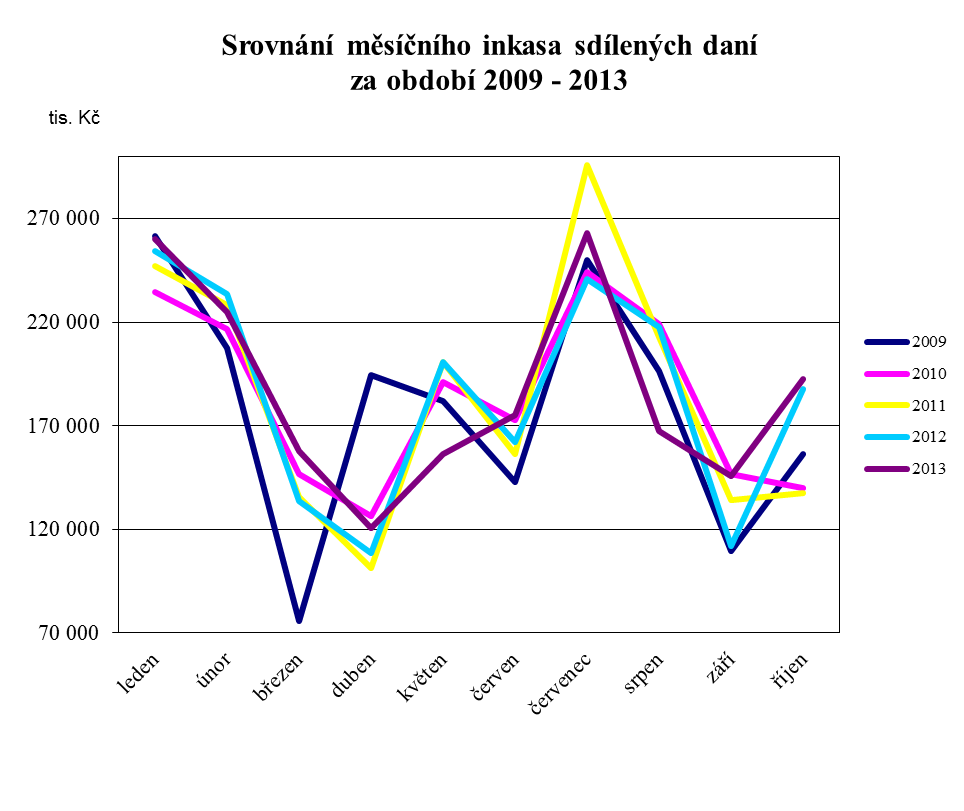 Srovnání měsíčního inkasa sdílených daní
za období 2009 - 2013
tis. Kč
270 000
220 000
170 000
120 000
70 000
leden
únor
březen
duben
květen
červen
červenec
srpen
září
říjen
2009
2010
2011
2012
2013